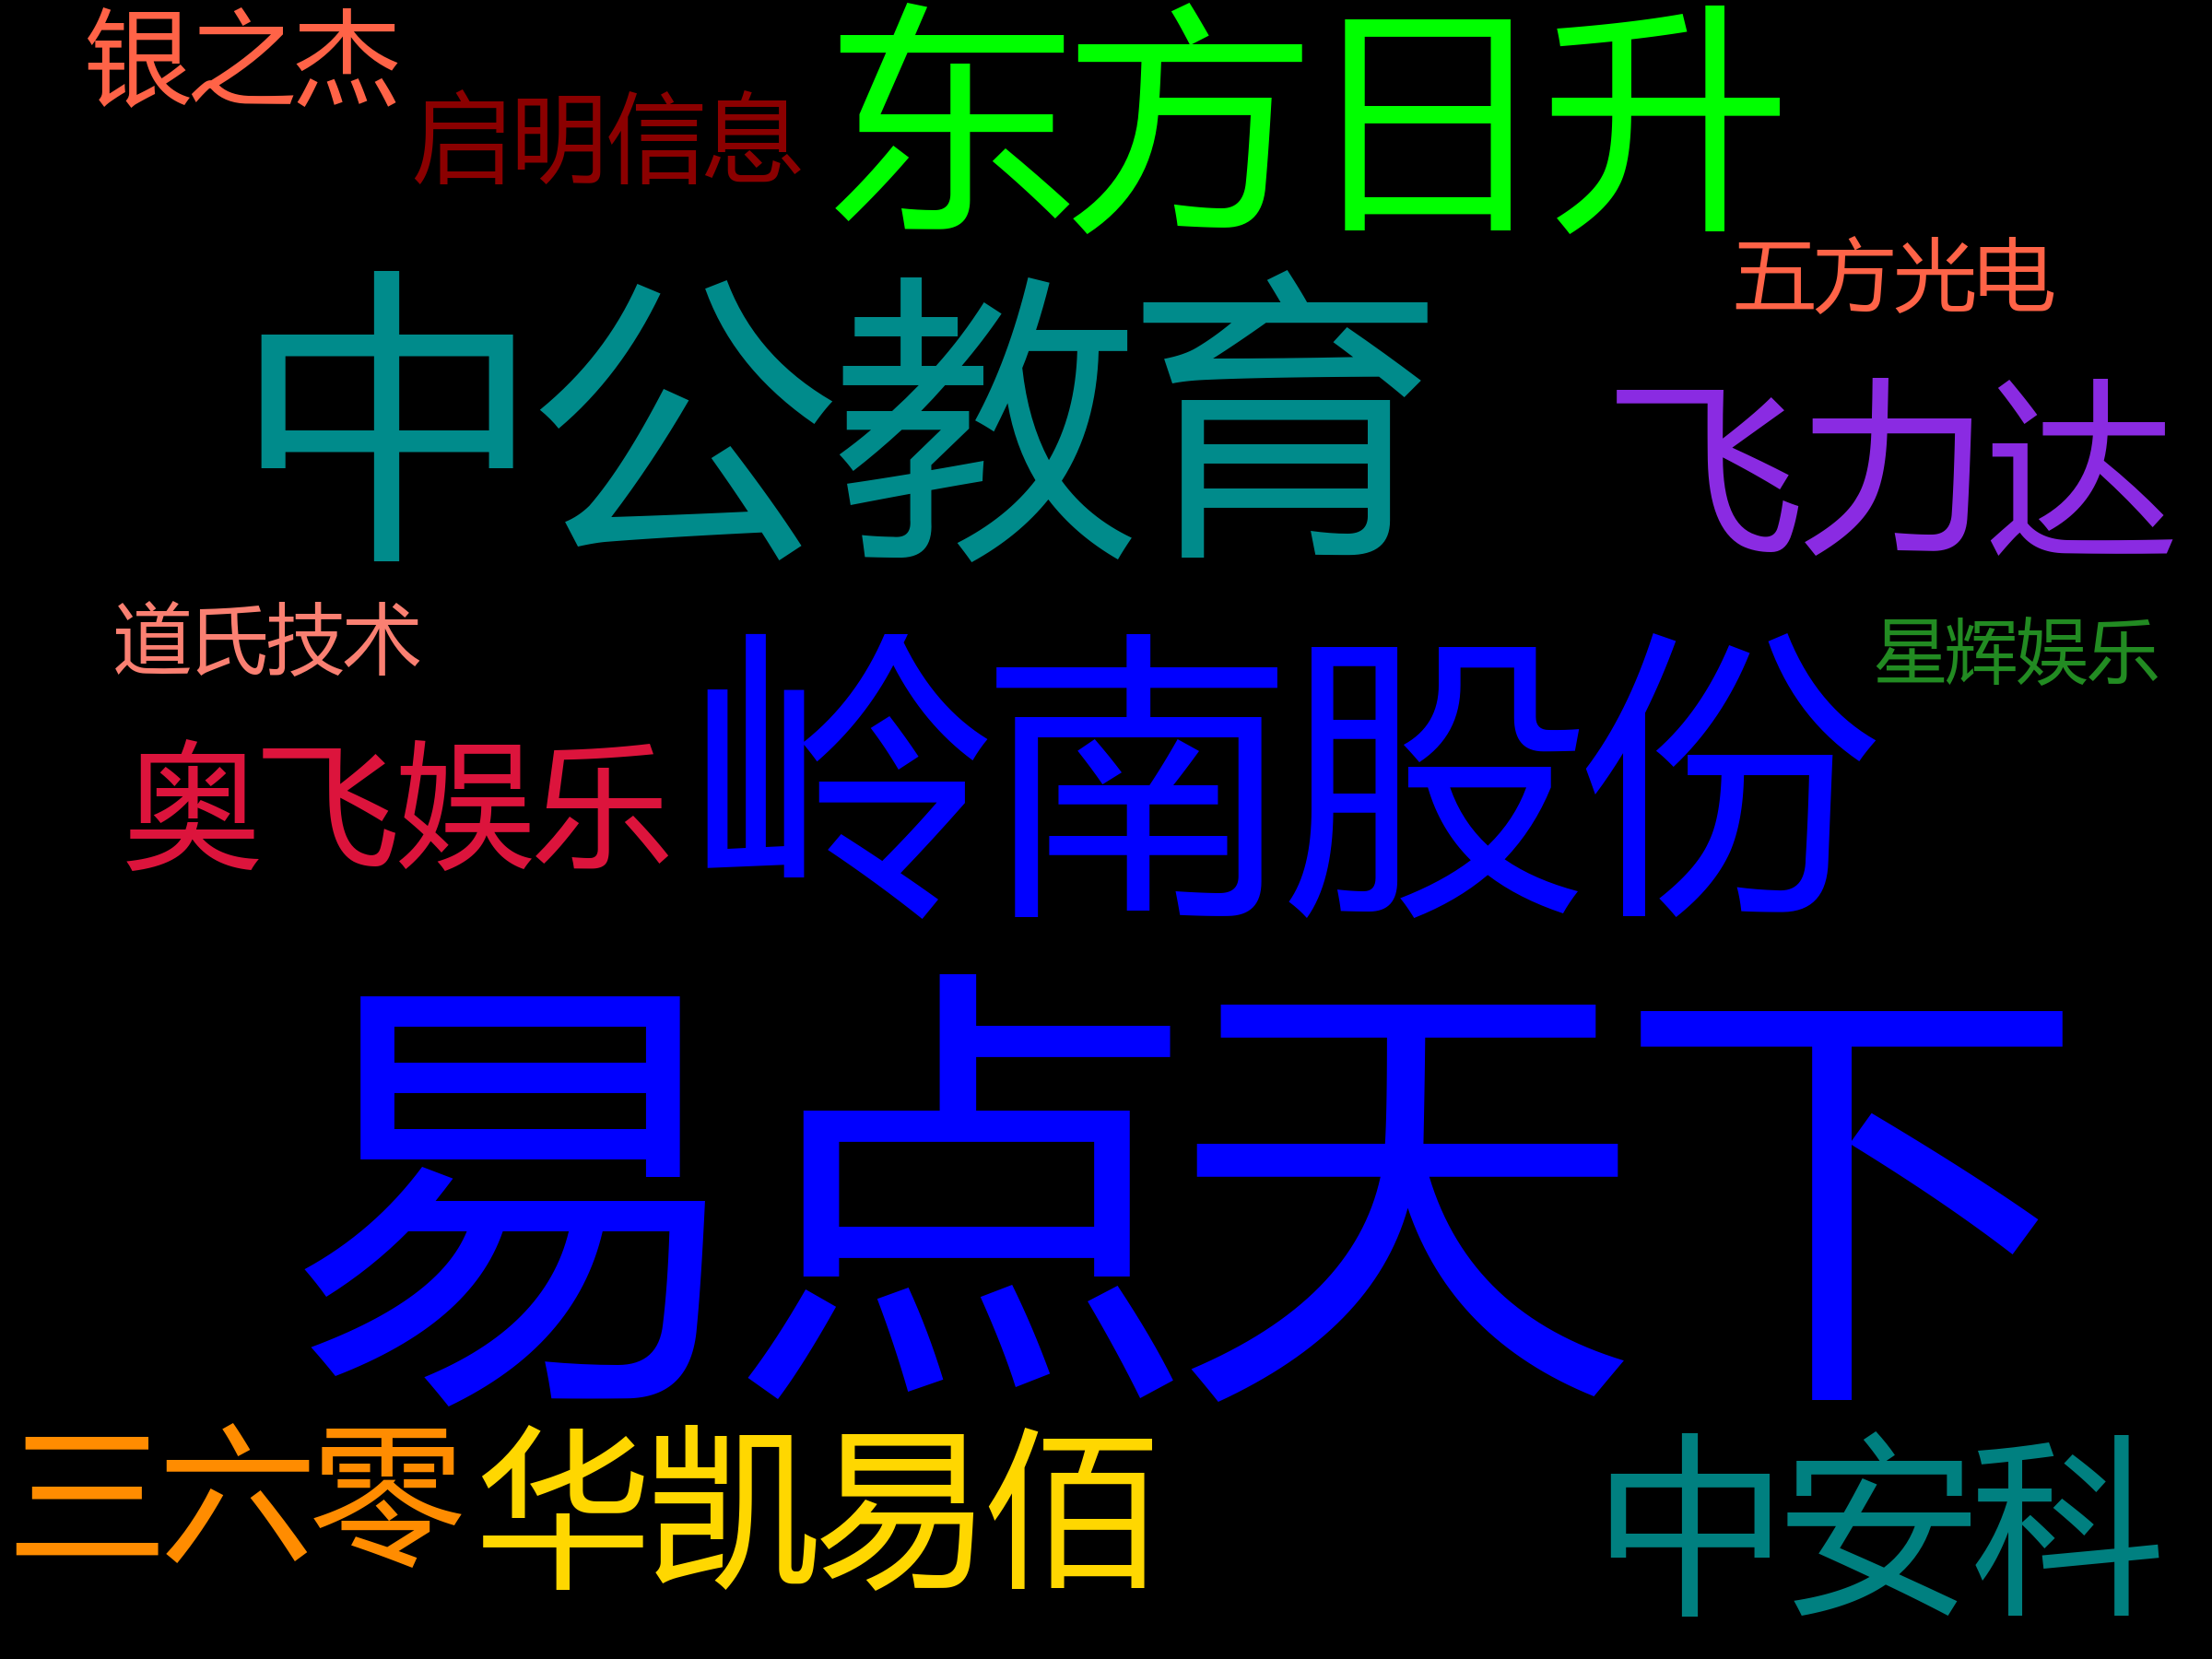 银之杰
启明信息
东方日升
五方光电
中公教育
飞力达
道氏技术
星辉娱乐
岭南股份
奥飞娱乐
易点天下
三六零
华凯易佰
中安科